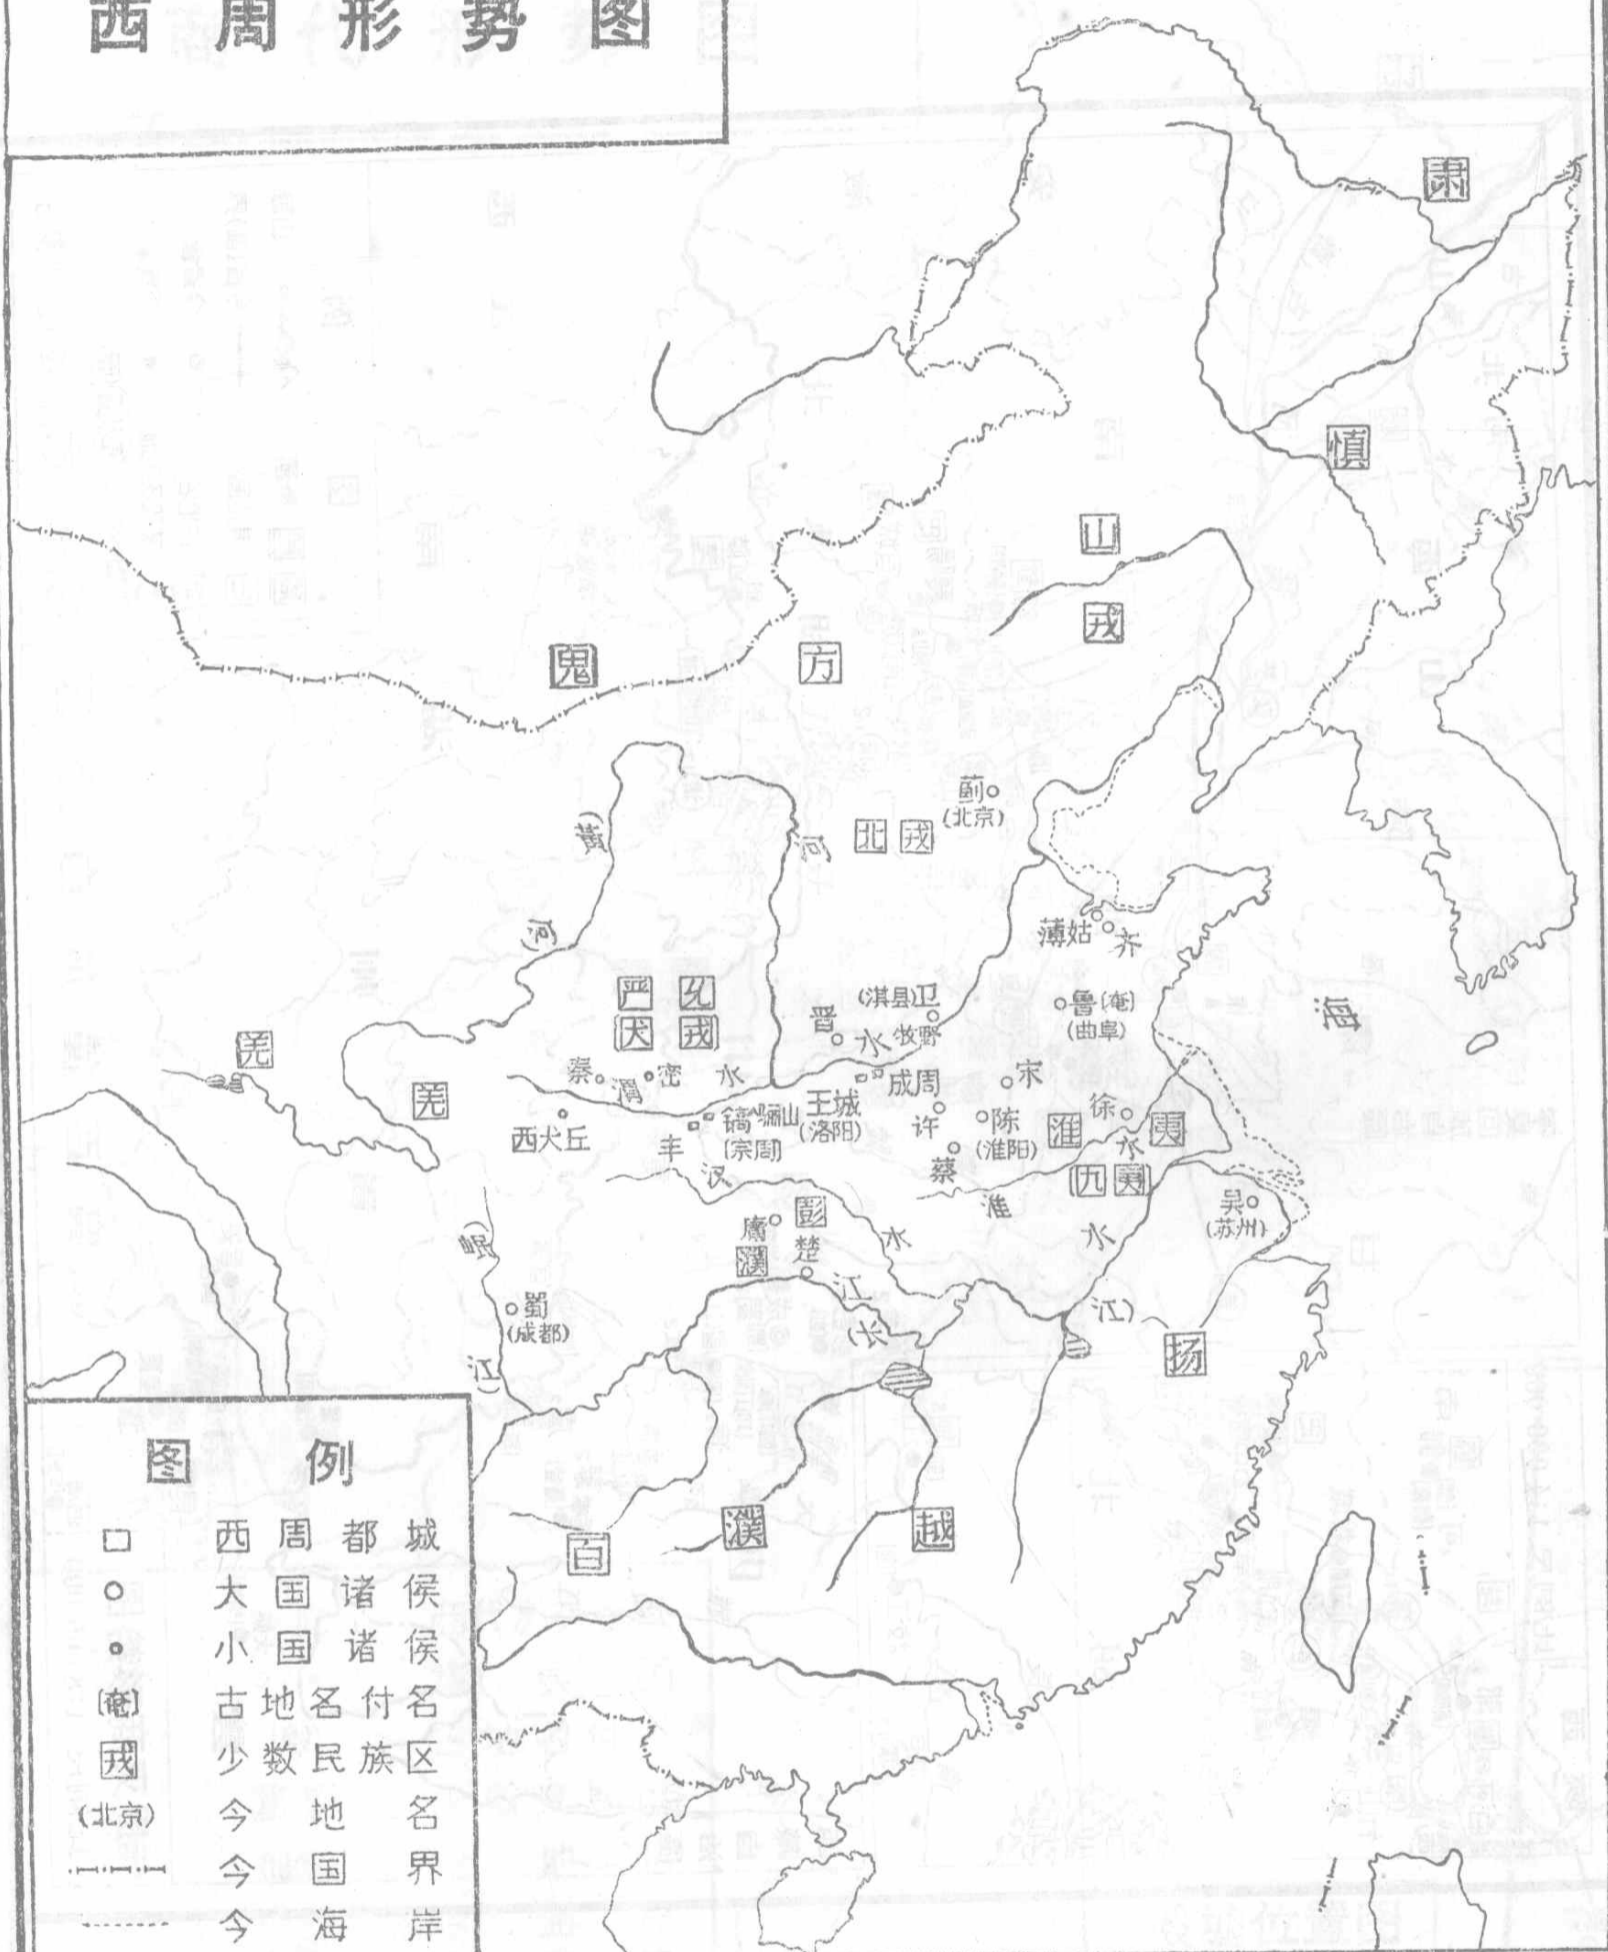 西周形势图
肃
慎
山
戎
鬼 方
蓟
(北京)
北 戎
(黄
河)
河
薄姑
齐
严 允
[犬 戎]
(淇县)卫
牧野
晋
水
鲁[奄]
(曲阜)
海
羌
羌
秦
渭
密
水
西犬丘
丰
镐
[宗周]
骊山
王城
(洛阳)
成周
许
宋
陈
(淮阳)
蔡
徐
淮 夷
水
[九 夷]
淮
汉
水
水
吴
(苏州)
庸
濮
彭
楚
江
(长
江)
(岷
江)
蜀
(成都)
扬
百
濮
越
图 例
西周都城
大国诸侯
小国诸侯
[奄] 古地名付名
戎 少数民族区
(北京) 今地名
今国界
今海岸